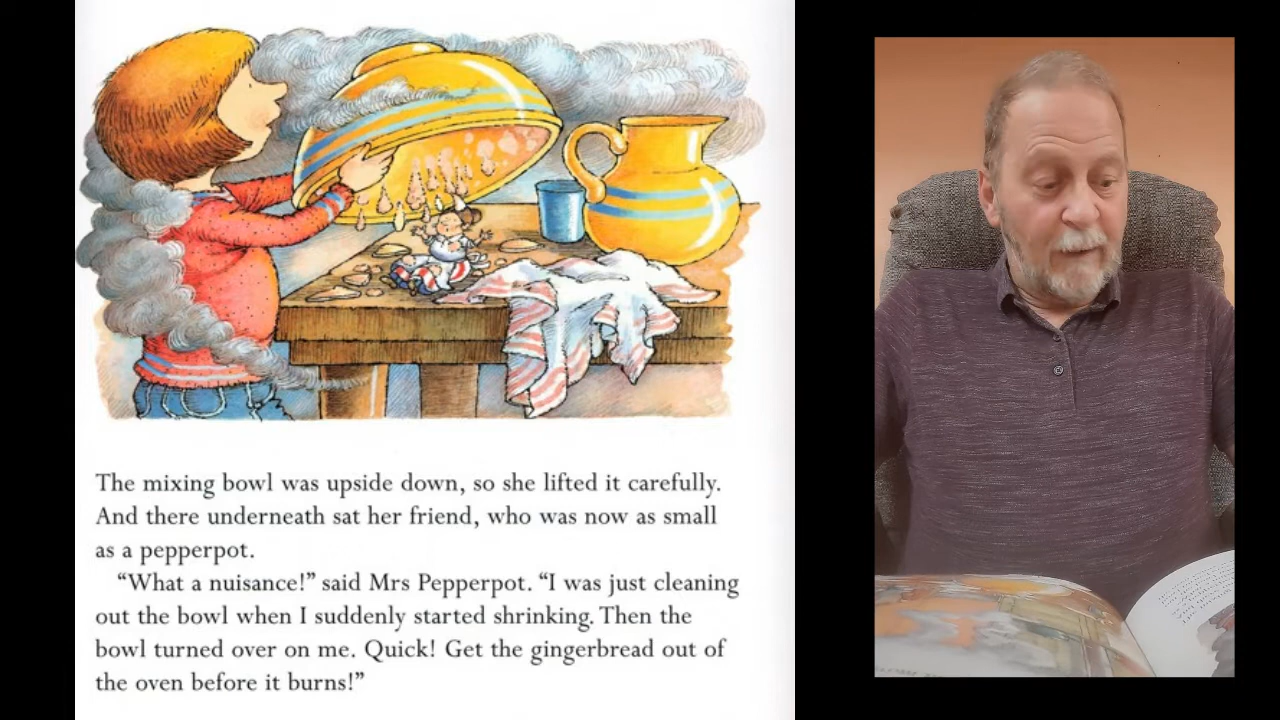 The mixing bowl was upside down, so she lifted it carefully.
And there underneath sat her friend, who was now as small
as a pepperpot.
“What a nuisance!” said Mrs Pepperpot. “I was just cleaning
out the bowl when I suddenly started shrinking. Then the
bowl turned over on me. Quick! Get the gingerbread out of
the oven before it burns!”